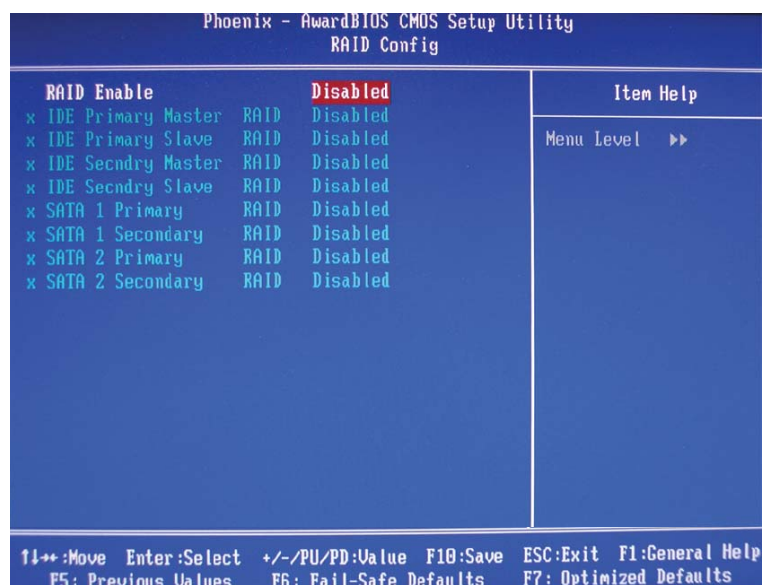 Phoenix - AwardBIOS CMOS Setup Utility
RAID Config
RAID Enable Disabled
x IDE Primary Master RAID Disabled
x IDE Primary Slave RAID Disabled
x IDE Secndry Master RAID Disabled
x IDE Secndry Slave RAID Disabled
x SATA 1 Primary RAID Disabled
x SATA 1 Secondary RAID Disabled
x SATA 2 Primary RAID Disabled
x SATA 2 Secondary RAID Disabled
Item Help
Menu Level ▸▸
↑↓→←:Move Enter:Select +/-/PU/PD:Value F10:Save ESC:Exit F1:General Help
F5: Previous Values F6: Fail-Safe Defaults F7: Optimized Defaults